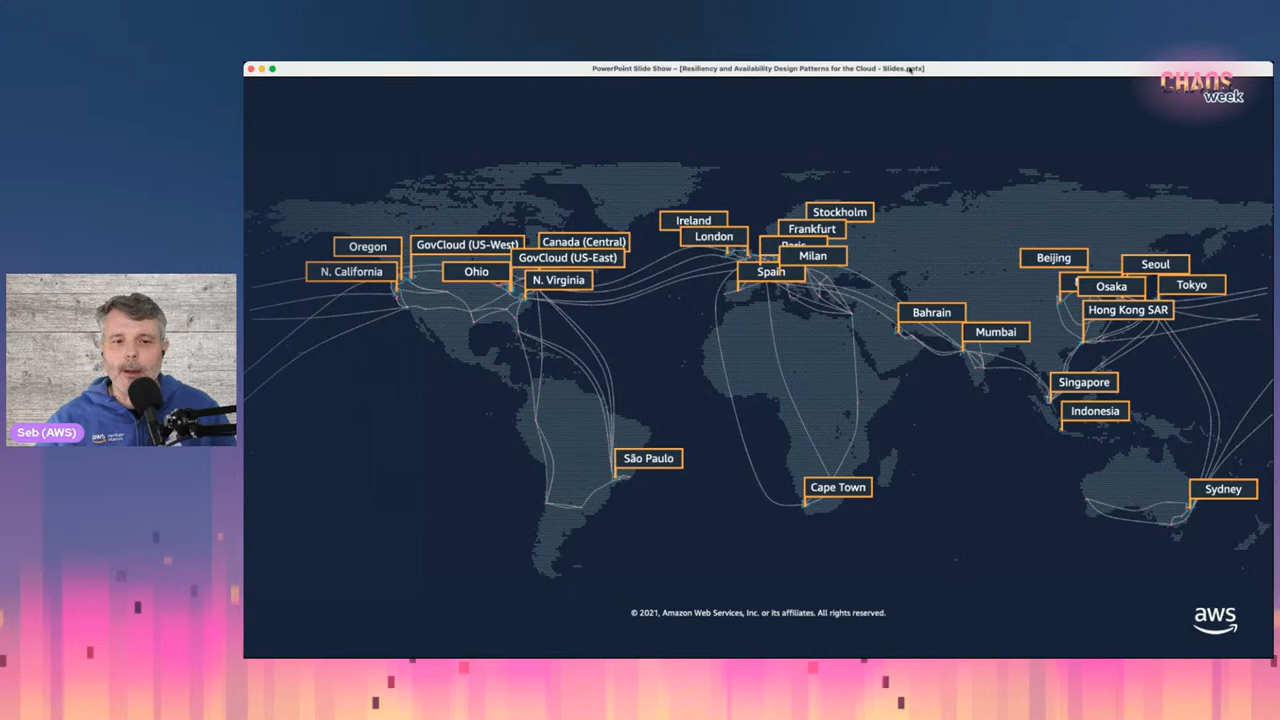 PowerPoint Slide Show – [Resiliency and Availability Design Patterns for the Cloud - Slides.pptx]
CHAOS
week
Stockholm
Ireland
Frankfurt
London
Oregon
GovCloud (US-West)
Canada (Central)
Paris
Milan
GovCloud (US-East)
Beijing
Seoul
N. California
Ohio
N. Virginia
Spain
Osaka
Tokyo
Bahrain
Hong Kong SAR
Mumbai
Singapore
Indonesia
Seb (AWS)
aws
São Paulo
Cape Town
Sydney
© 2021, Amazon Web Services, Inc. or its affiliates. All rights reserved.
aws